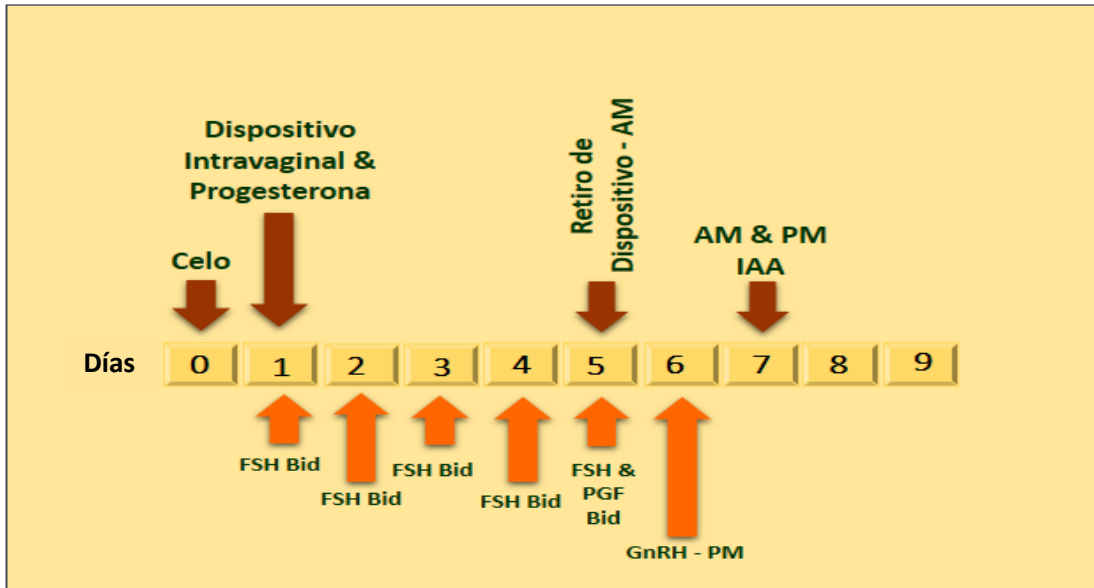 Dispositivo
Intravaginal &
Progesterona
Celo
Retiro de
Dispositivo - AM
AM & PM
IAA
Días 0 1 2 3 4 5 6 7 8 9
FSH Bid
FSH Bid
FSH Bid
FSH Bid
FSH &
PGF
Bid
GnRH - PM